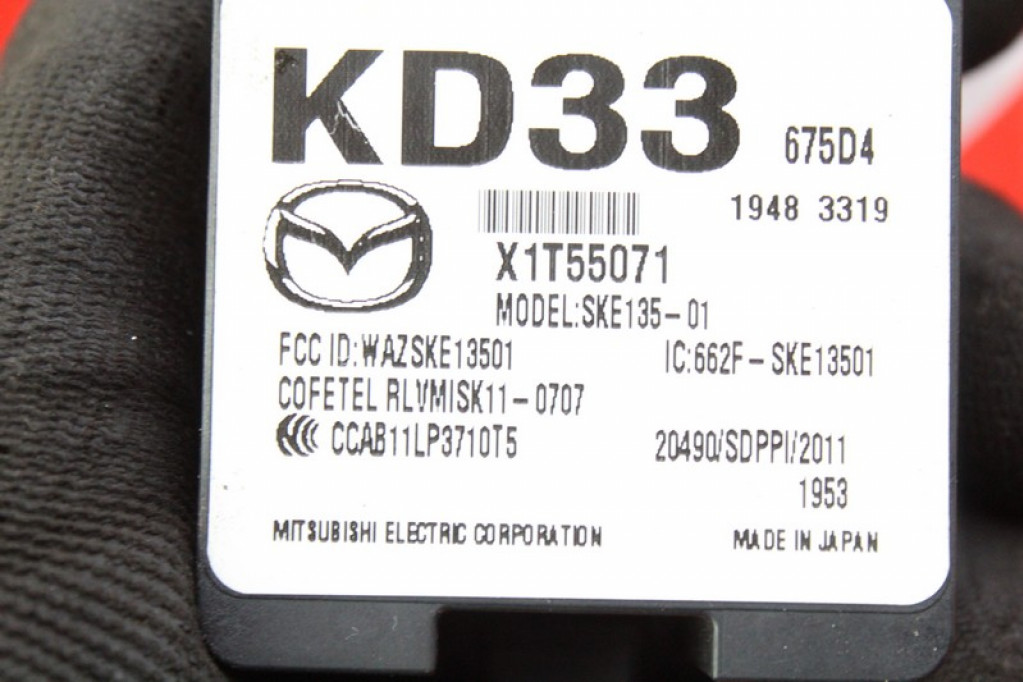 KD33 675D4
1948 3319
X1T55071
MODEL:SKE135-01
FCC ID:WAZSKE13501 IC:662F-SKE13501
COFETEL RLVMISK11-0707
CCAB11LP3710T5 20490/SDPPI/2011
1953
MITSUBISHI ELECTRIC CORPORATION MADE IN JAPAN